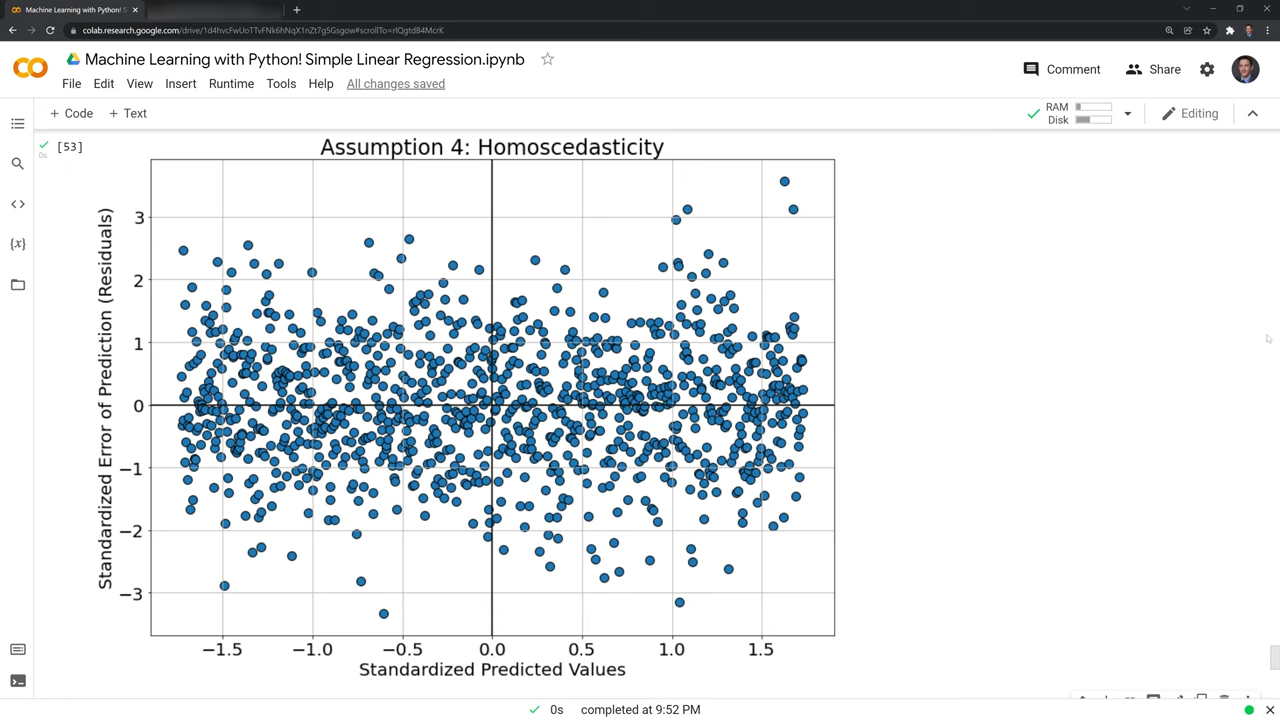 Machine Learning with Python! Si
colab.research.google.com/drive/1d4hvcFwUoTTvFNk6hNqX1nZt7g5Gsgow#scrollTo=rlQgtd84McrK
Machine Learning with Python! Simple Linear Regression.ipynb
Comment
Share
File Edit View Insert Runtime Tools Help All changes saved
+ Code + Text
RAM
Disk
Editing
[53]
0s
Assumption 4: Homoscedasticity
Standardized Error of Prediction (Residuals)
3
2
1
0
−1
−2
−3
−1.5 −1.0 −0.5 0.0 0.5 1.0 1.5
Standardized Predicted Values
0s completed at 9:52 PM